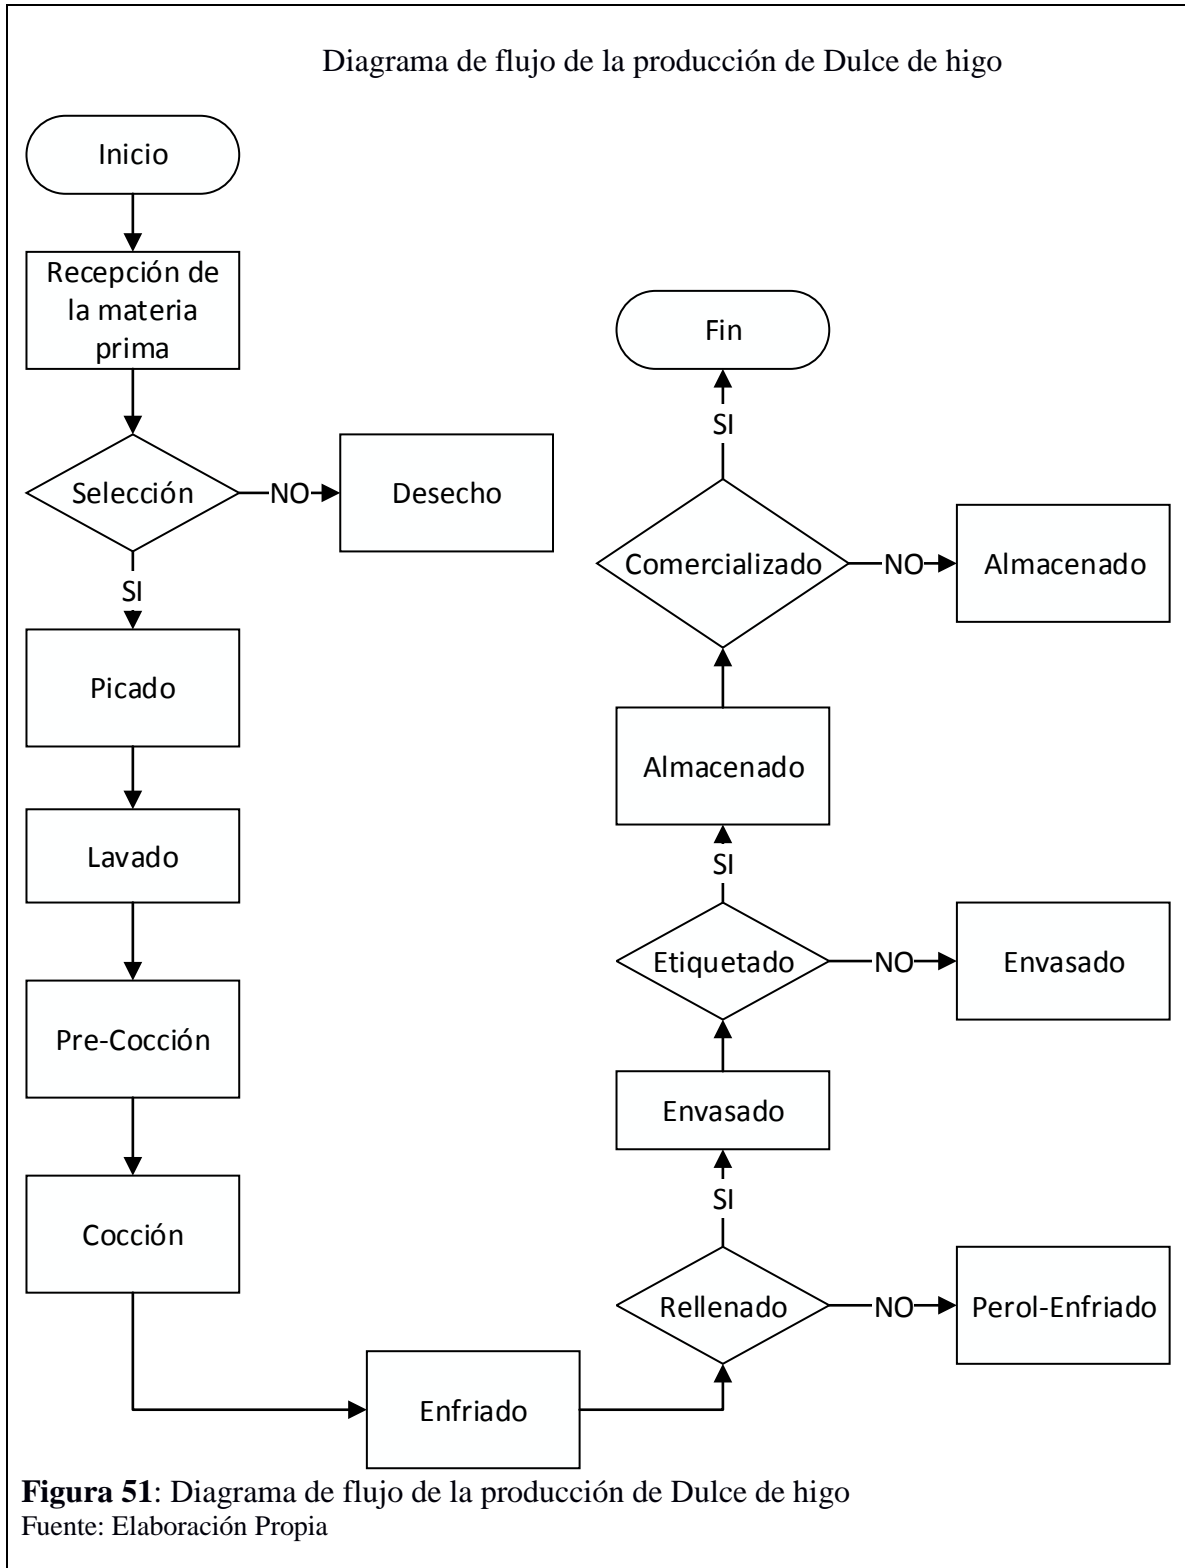 Diagrama de flujo de la producción de Dulce de higo
Inicio
Recepción de
la materia
prima
Selección
NO
Desecho
SI
Picado
Lavado
Pre-Cocción
Cocción
Enfriado
Rellenado
NO
Perol-Enfriado
SI
Envasado
Etiquetado
NO
Envasado
SI
Almacenado
Comercializado
NO
Almacenado
SI
Fin
Figura 51: Diagrama de flujo de la producción de Dulce de higo
Fuente: Elaboración Propia